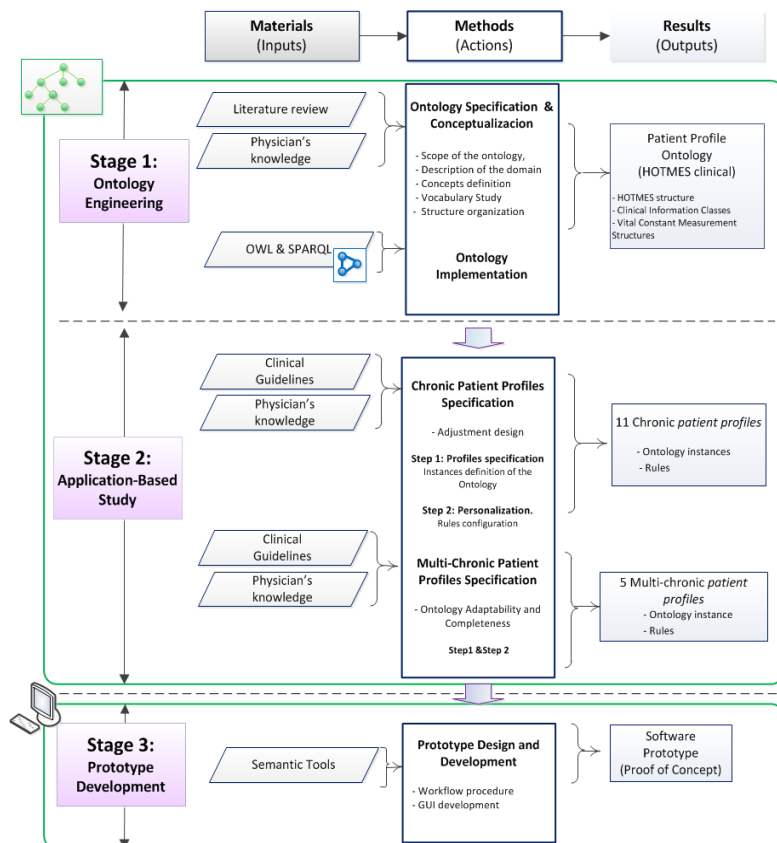 Materials
(Inputs)
Methods
(Actions)
Results
(Outputs)
Stage 1:
Ontology
Engineering
Literature review
Physician's
knowledge
OWL & SPARQL
Ontology Specification &
Conceptualizacion
- Scope of the ontology,
- Description of the domain
- Concepts definition
- Vocabulary Study
- Structure organization
Ontology
Implementation
Patient Profile
Ontology
(HOTMES clinical)
- HOTMES structure
- Clinical Information Classes
- Vital Constant Measurement
Structures
Stage 2:
Application-Based
Study
Clinical
Guidelines
Physician's
knowledge
Clinical
Guidelines
Physician's
knowledge
Chronic Patient Profiles
Specification
- Adjustment design
Step 1: Profiles specification
Instances definition of the
Ontology
Step 2: Personalization.
Rules configuration
Multi-Chronic Patient
Profiles Specification
- Ontology Adaptability and
Completeness
Step1 &Step 2
11 Chronic patient profiles
- Ontology instances
- Rules
5 Multi-chronic patient
profiles
- Ontology instance
- Rules
Stage 3:
Prototype
Development
Semantic Tools
Prototype Design and
Development
- Workflow procedure
- GUI development
Software
Prototype
(Proof of Concept)